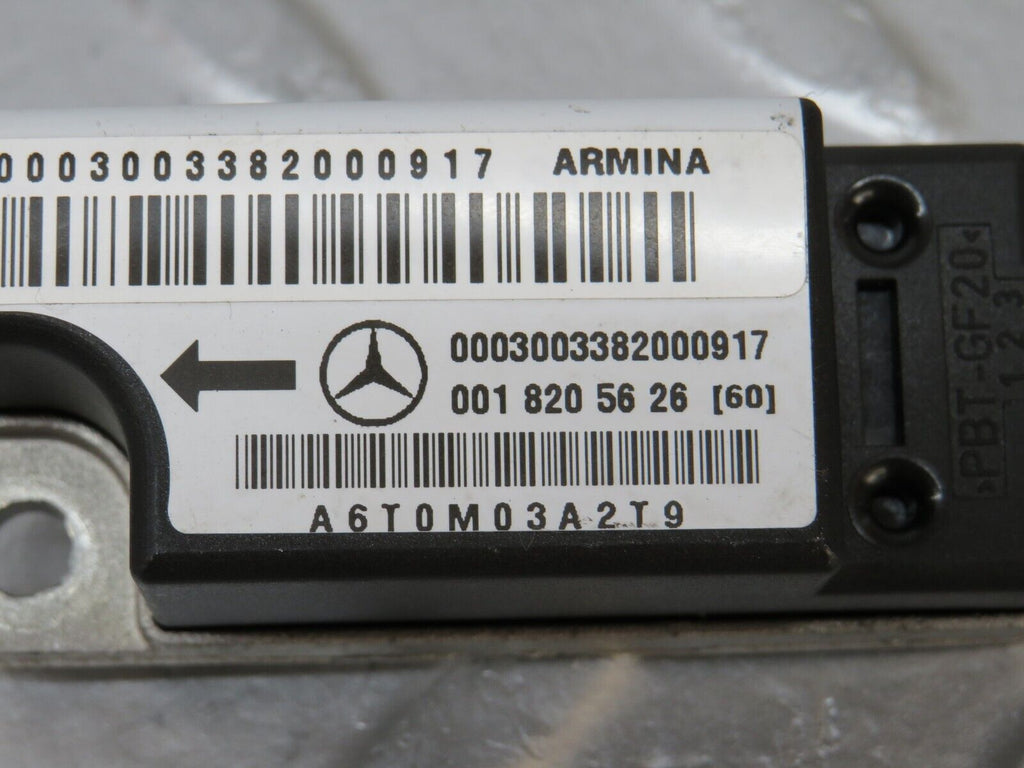 0003003382000917 ARMINA
0003003382000917
001 820 56 26 [60]
A6T0M03A2T9
>PBT-GF20<
1 2 3